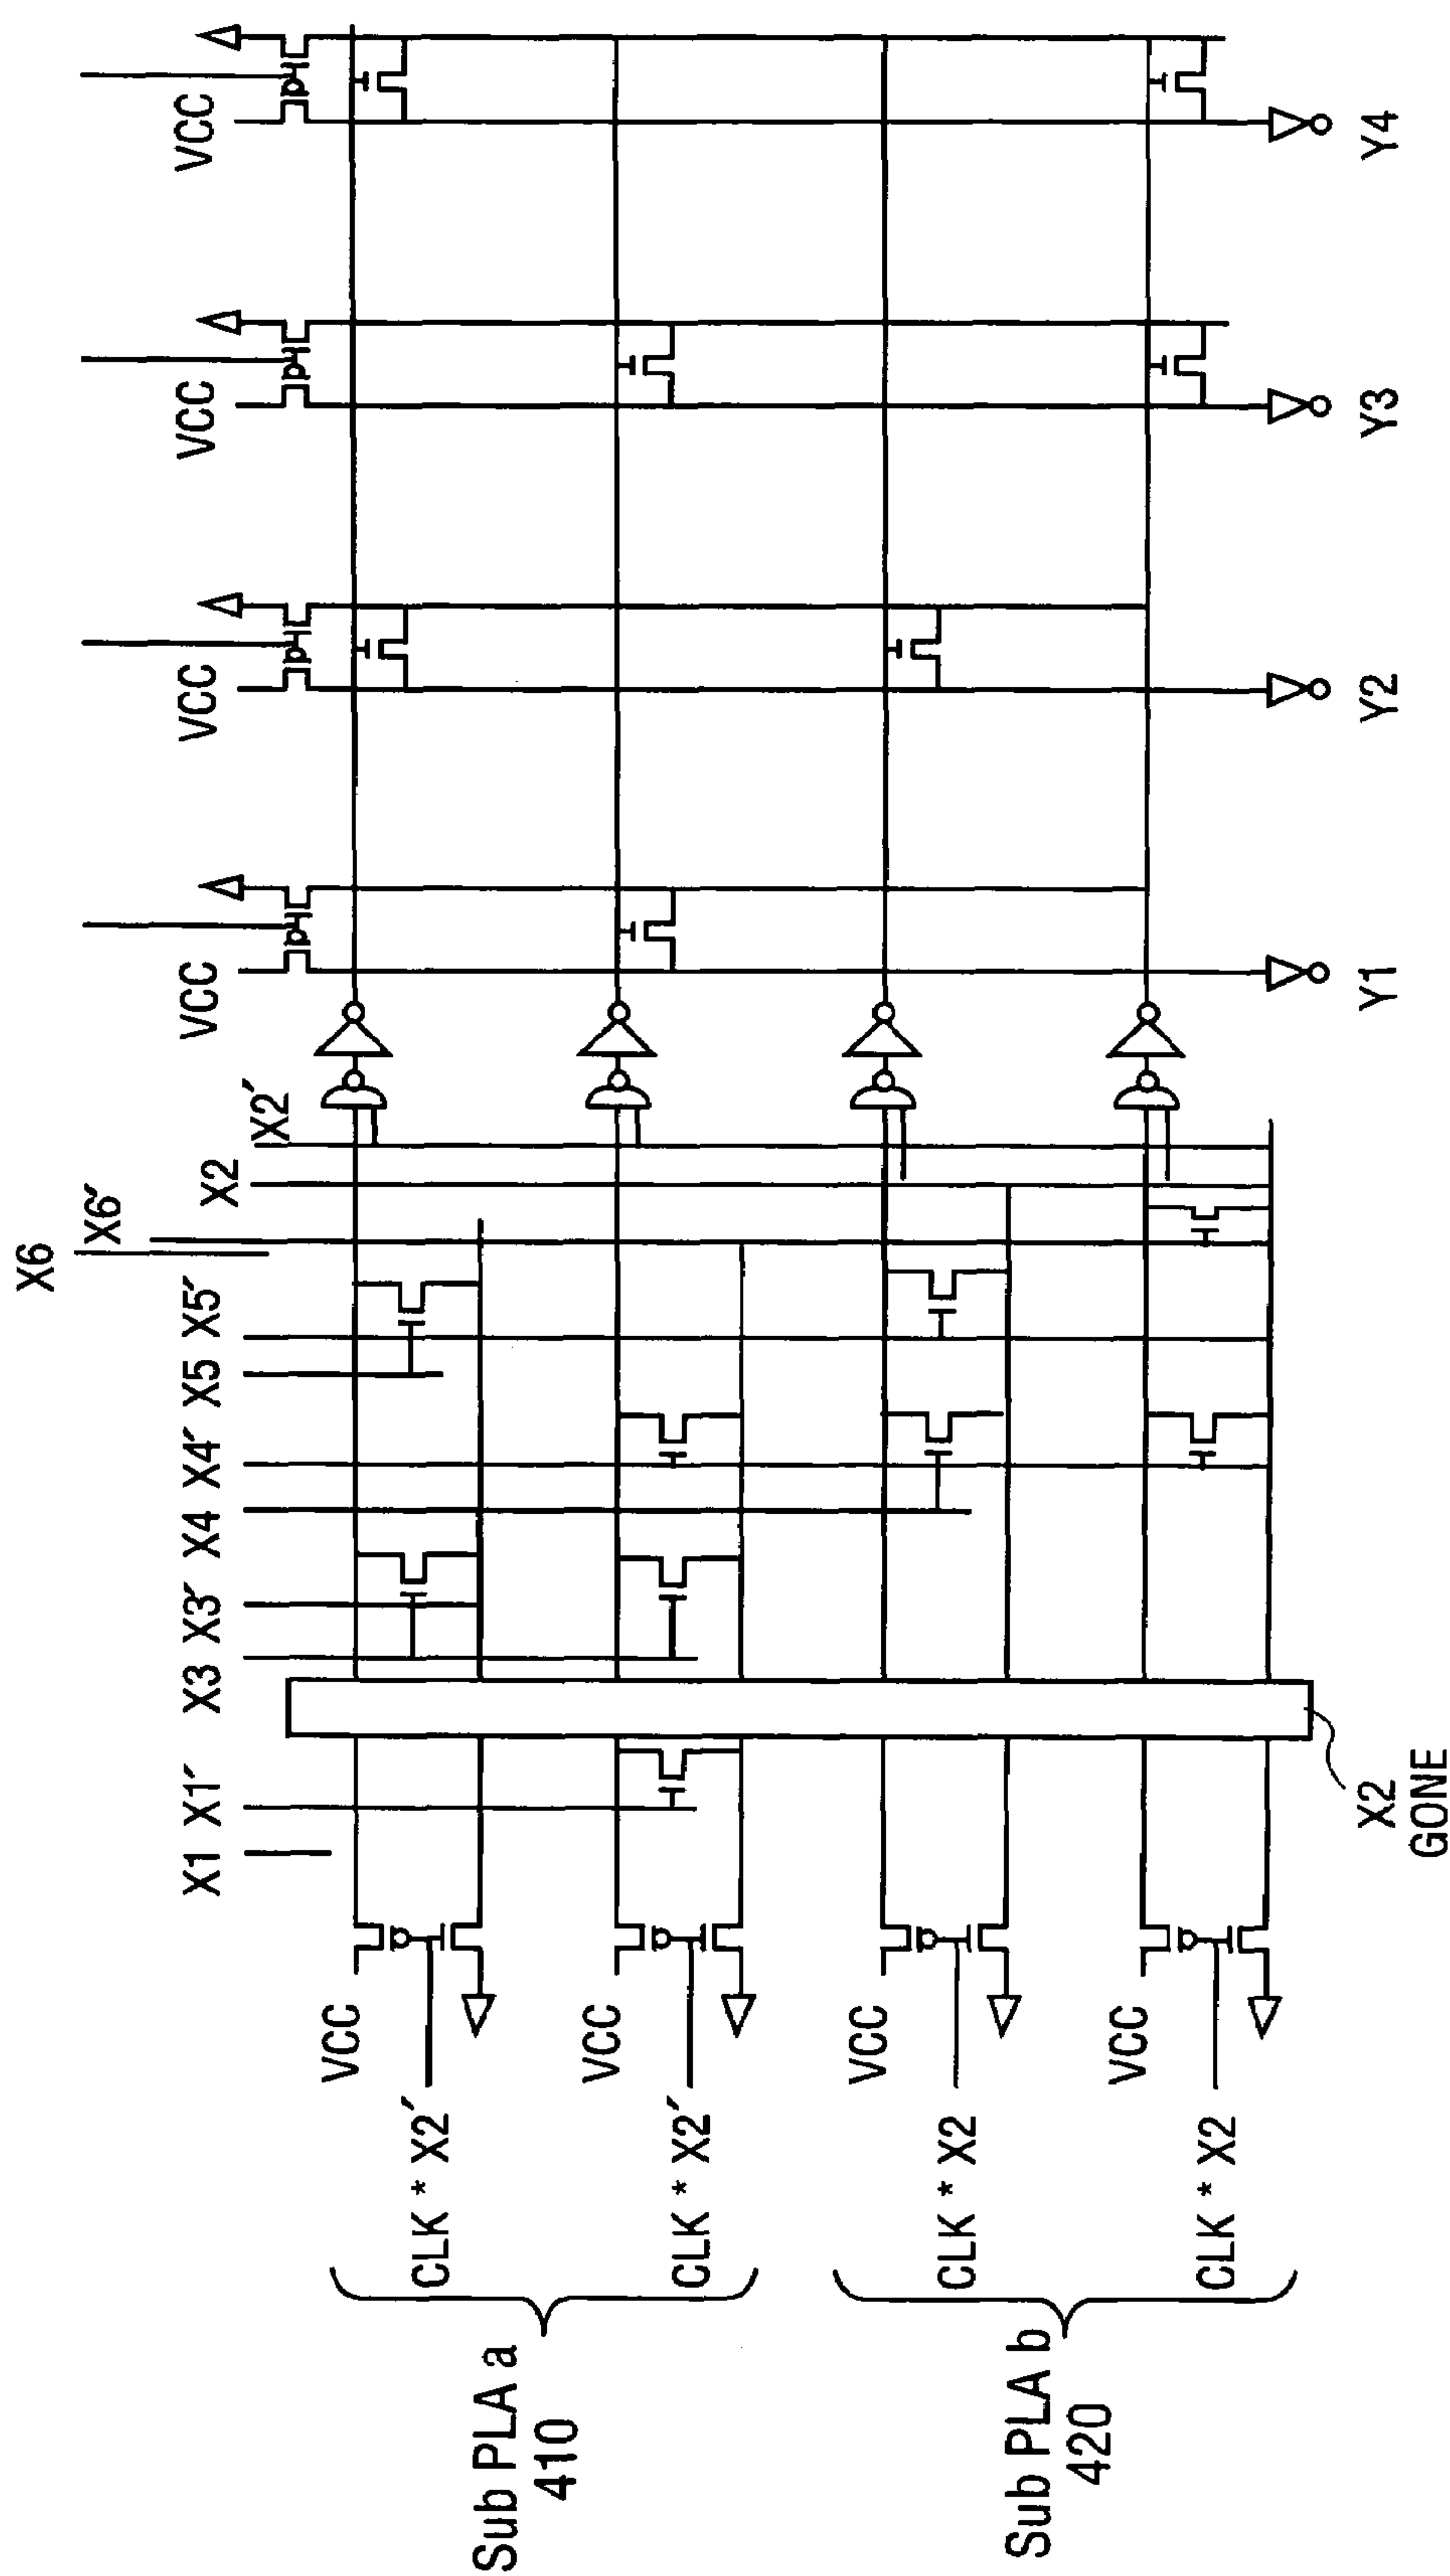 X1
X1′
X3
X3′
X4
X4′
X5
X5′
X6
X6′
X2
X2′
VCC
VCC
VCC
VCC
Sub PLA a
410
CLK * X2′
VCC
CLK * X2′
VCC
Sub PLA b
420
CLK * X2
VCC
CLK * X2
VCC
X2
GONE
Y1
Y2
Y3
Y4